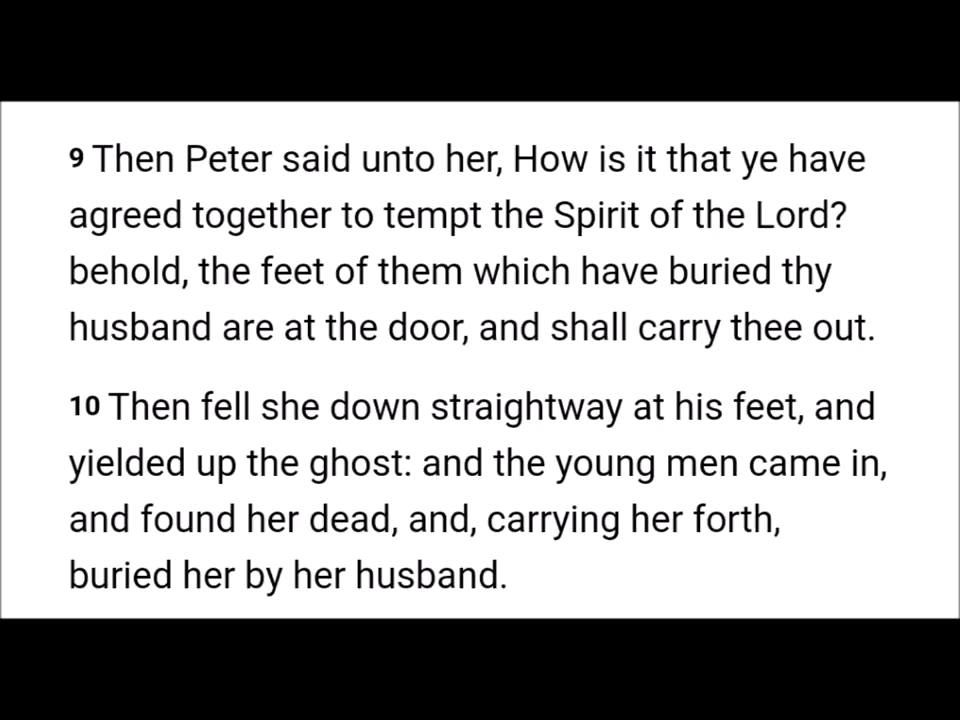 9 Then Peter said unto her, How is it that ye have
agreed together to tempt the Spirit of the Lord?
behold, the feet of them which have buried thy
husband are at the door, and shall carry thee out.
10 Then fell she down straightway at his feet, and
yielded up the ghost: and the young men came in,
and found her dead, and, carrying her forth,
buried her by her husband.